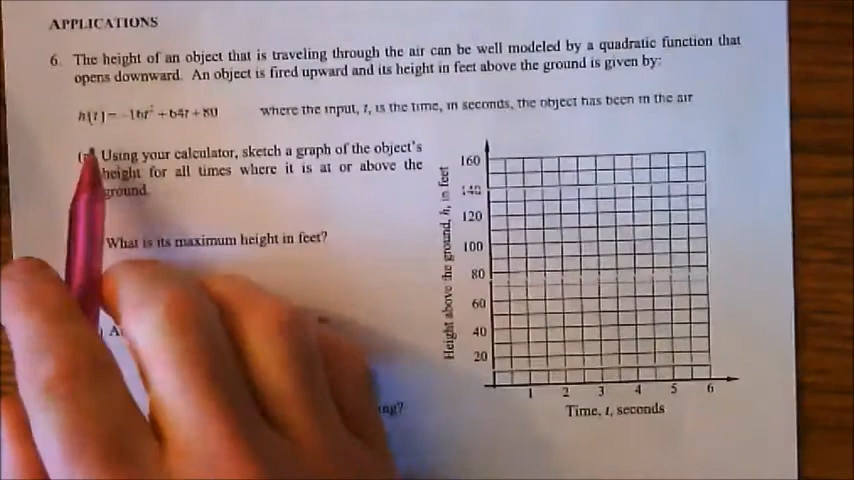 APPLICATIONS
6. The height of an object that is traveling through the air can be well modeled by a quadratic function that
opens downward. An object is fired upward and its height in feet above the ground is given by:
h(t) = -16t² + 64t + 80 where the input, t, is the time, in seconds, the object has been in the air
Using your calculator, sketch a graph of the object's
height for all times where it is at or above the
ground.
What is its maximum height in feet?
Height above the ground, h, in feet
160
140
120
100
80
60
40
20
1 2 3 4 5 6
Time, t, seconds